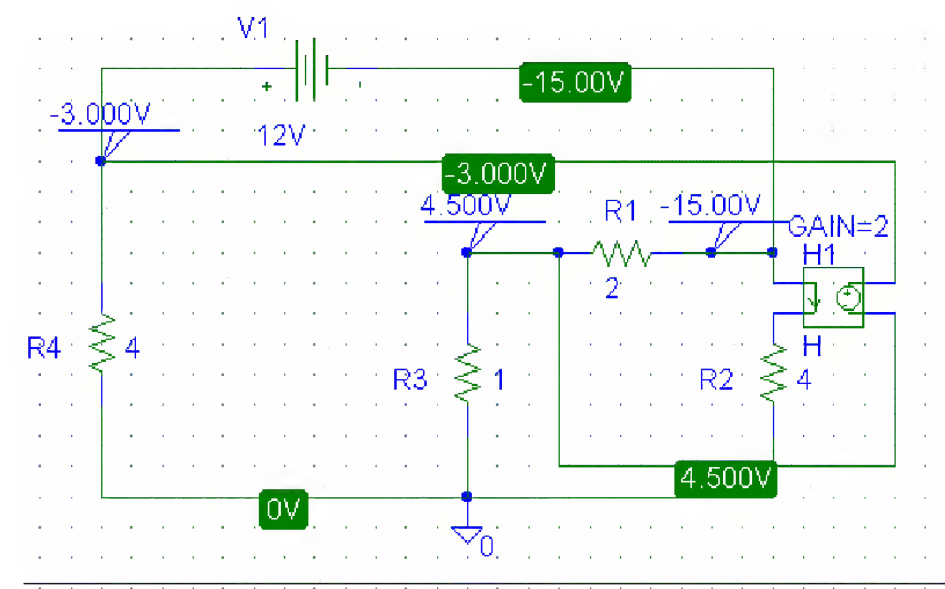 V1
+
-15.00V
-3.000V
12V
-3.000V
4.500V
R1
-15.00V
GAIN=2
H1
2
+
R4
4
R3
1
R2
4
H
4.500V
0V
0